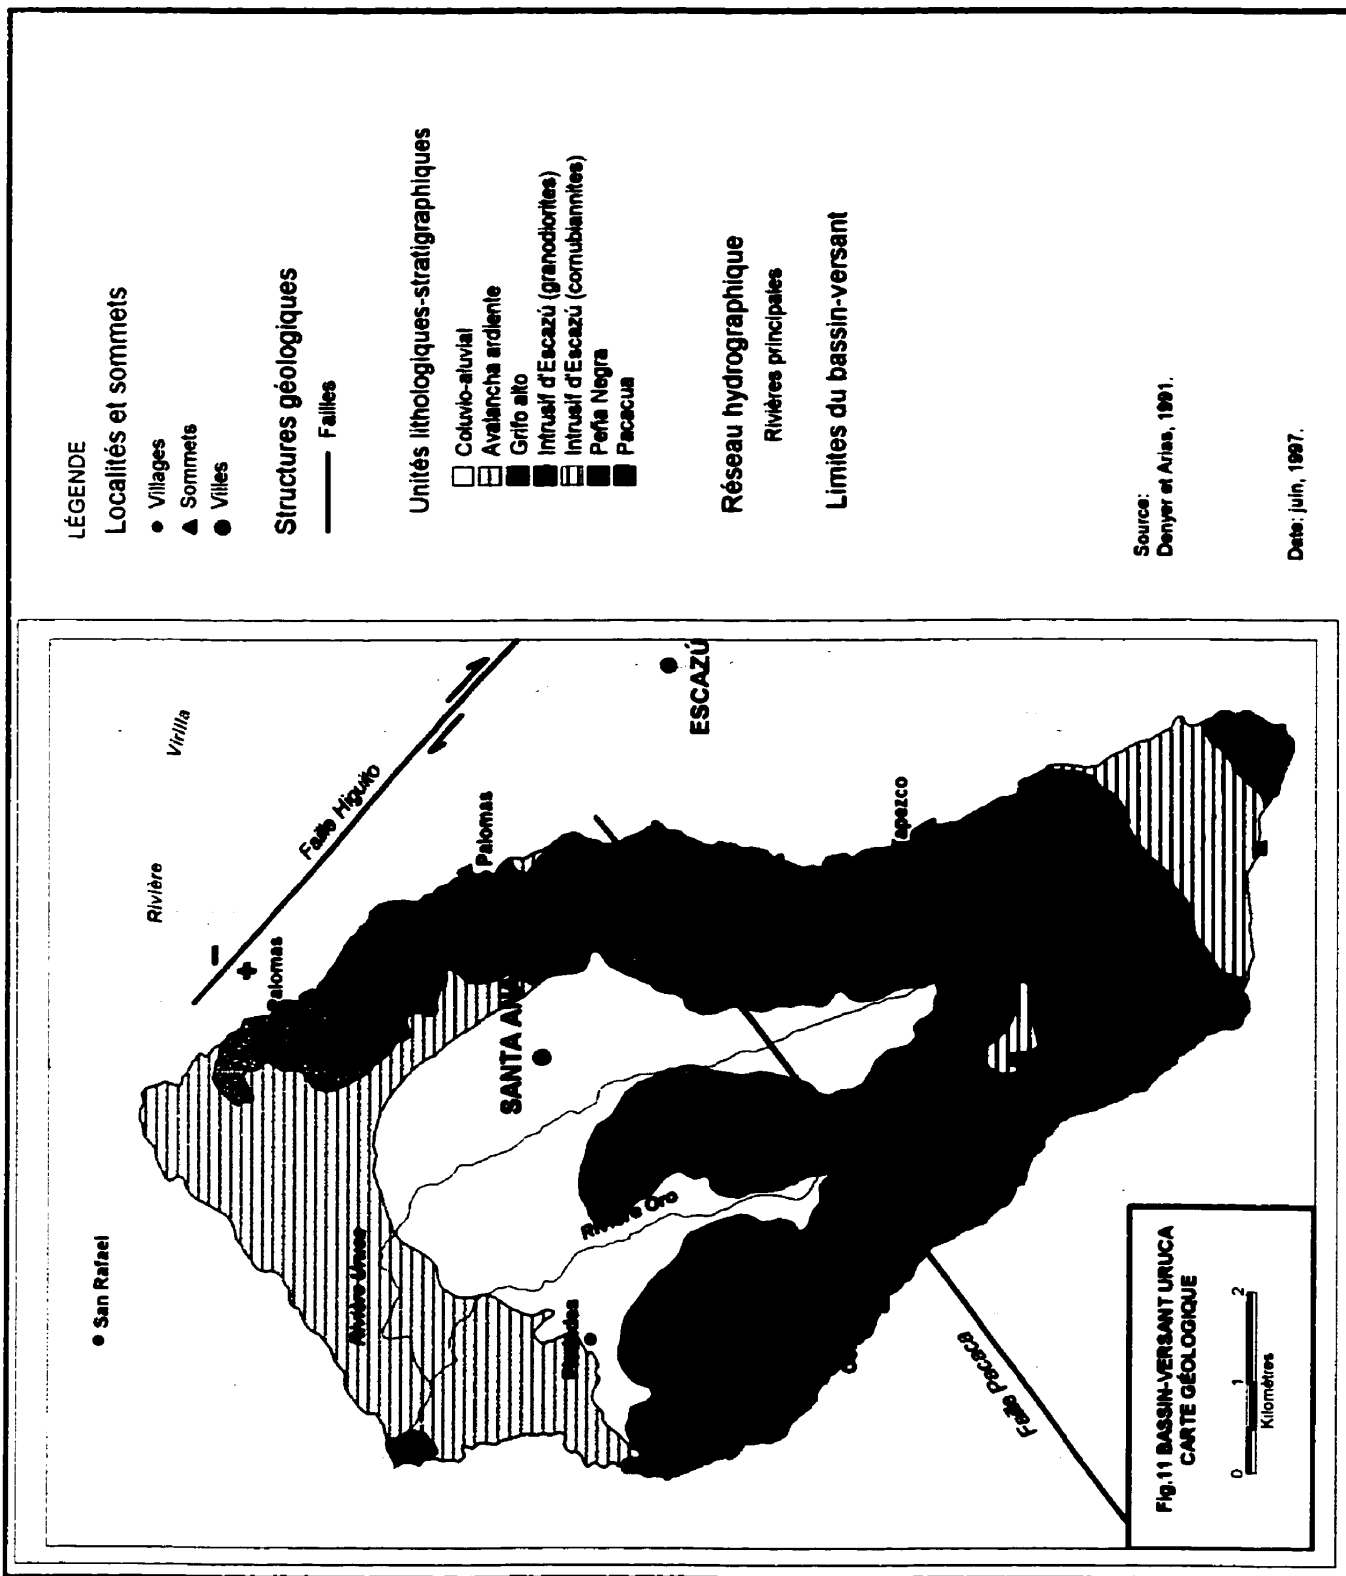 LÉGENDE
Localités et sommets
Villages
Sommets
Villes
Structures géologiques
Failles
Unités lithologiques-stratigraphiques
Coluvio-aluvial
Avalancha ardiente
Grifo alto
Intrusif d'Escazú (granodiorites)
Intrusif d'Escazú (cornubiannites)
Peña Negra
Pacacua
Réseau hydrographique
Rivières principales
Limites du bassin-versant
Source:
Denyer et Arias, 1991.
Date: juin, 1997.
San Rafael
Rivière
Virilla
Faille Higuito
Palomas
Palomas
ESCAZÚ
SANTA ANA
Rivière Uruca
Rivière Oro
Faille Pacaca
Fig.11 BASSIN-VERSANT URUCA
CARTE GÉOLOGIQUE
0 1 2
Kilomètres